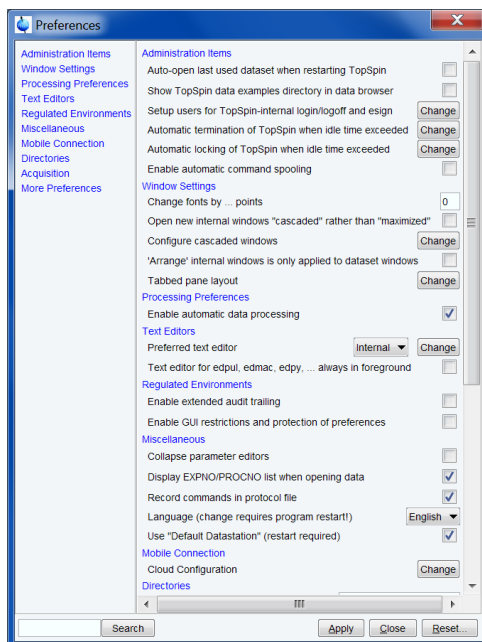 Preferences
Administration Items
Window Settings
Processing Preferences
Text Editors
Regulated Environments
Miscellaneous
Mobile Connection
Directories
Acquisition
More Preferences
Administration Items
Auto-open last used dataset when restarting TopSpin
Show TopSpin data examples directory in data browser
Setup users for TopSpin-internal login/logoff and esign Change
Automatic termination of TopSpin when idle time exceeded Change
Automatic locking of TopSpin when idle time exceeded Change
Enable automatic command spooling
Window Settings
Change fonts by ... points 0
Open new internal windows "cascaded" rather than "maximized"
Configure cascaded windows Change
'Arrange' internal windows is only applied to dataset windows
Tabbed pane layout Change
Processing Preferences
Enable automatic data processing
Text Editors
Preferred text editor Internal Change
Text editor for edpul, edmac, edpy, ... always in foreground
Regulated Environments
Enable extended audit trailing
Enable GUI restrictions and protection of preferences
Miscellaneous
Collapse parameter editors
Display EXPNO/PROCNO list when opening data
Record commands in protocol file
Language (change requires program restart!) English
Use "Default Datastation" (restart required)
Mobile Connection
Cloud Configuration Change
Directories
Search Apply Close Reset...